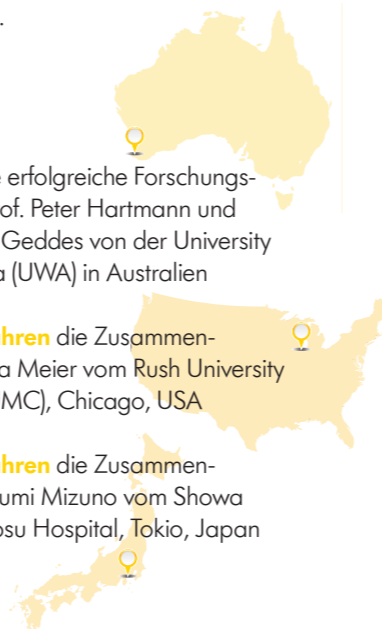 .
erfolgreiche Forschungs-
of. Peter Hartmann und
Geddes von der University
(UWA) in Australien
hren die Zusammen-
a Meier vom Rush University
MC), Chicago, USA
hren die Zusammen-
umi Mizuno vom Showa
osu Hospital, Tokio, Japan